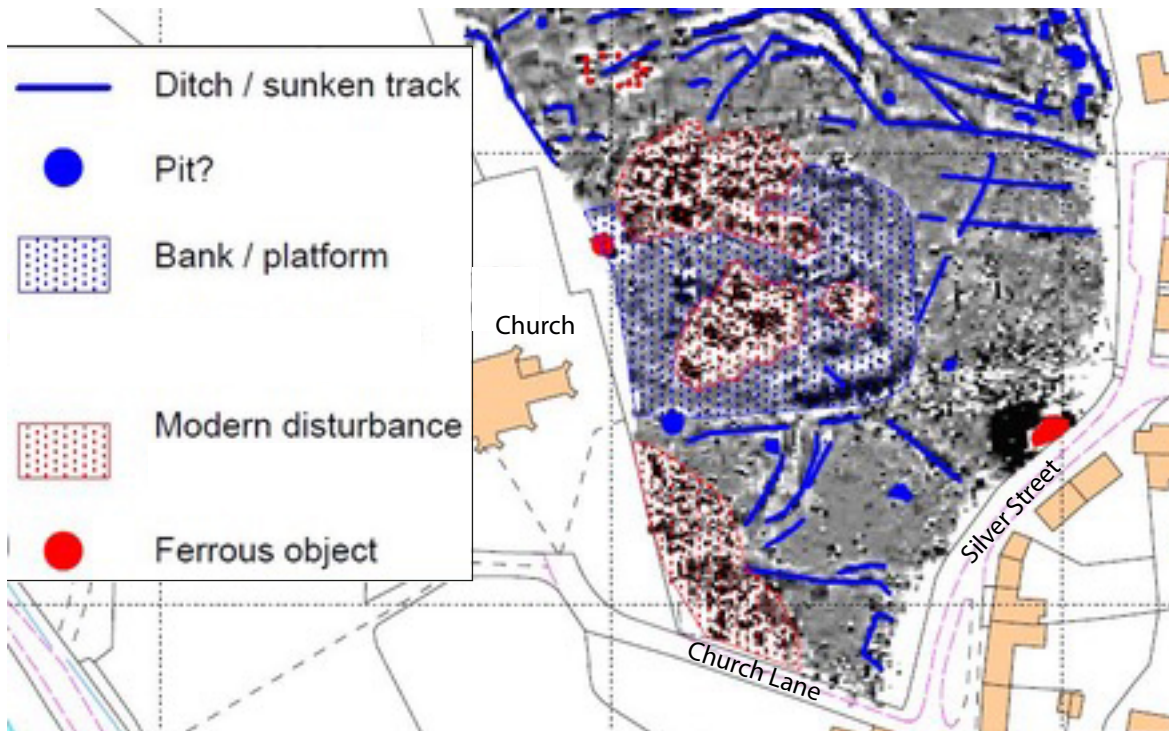 Ditch / sunken track
Pit?
Bank / platform
Church
Modern disturbance
Ferrous object
Silver Street
Church Lane